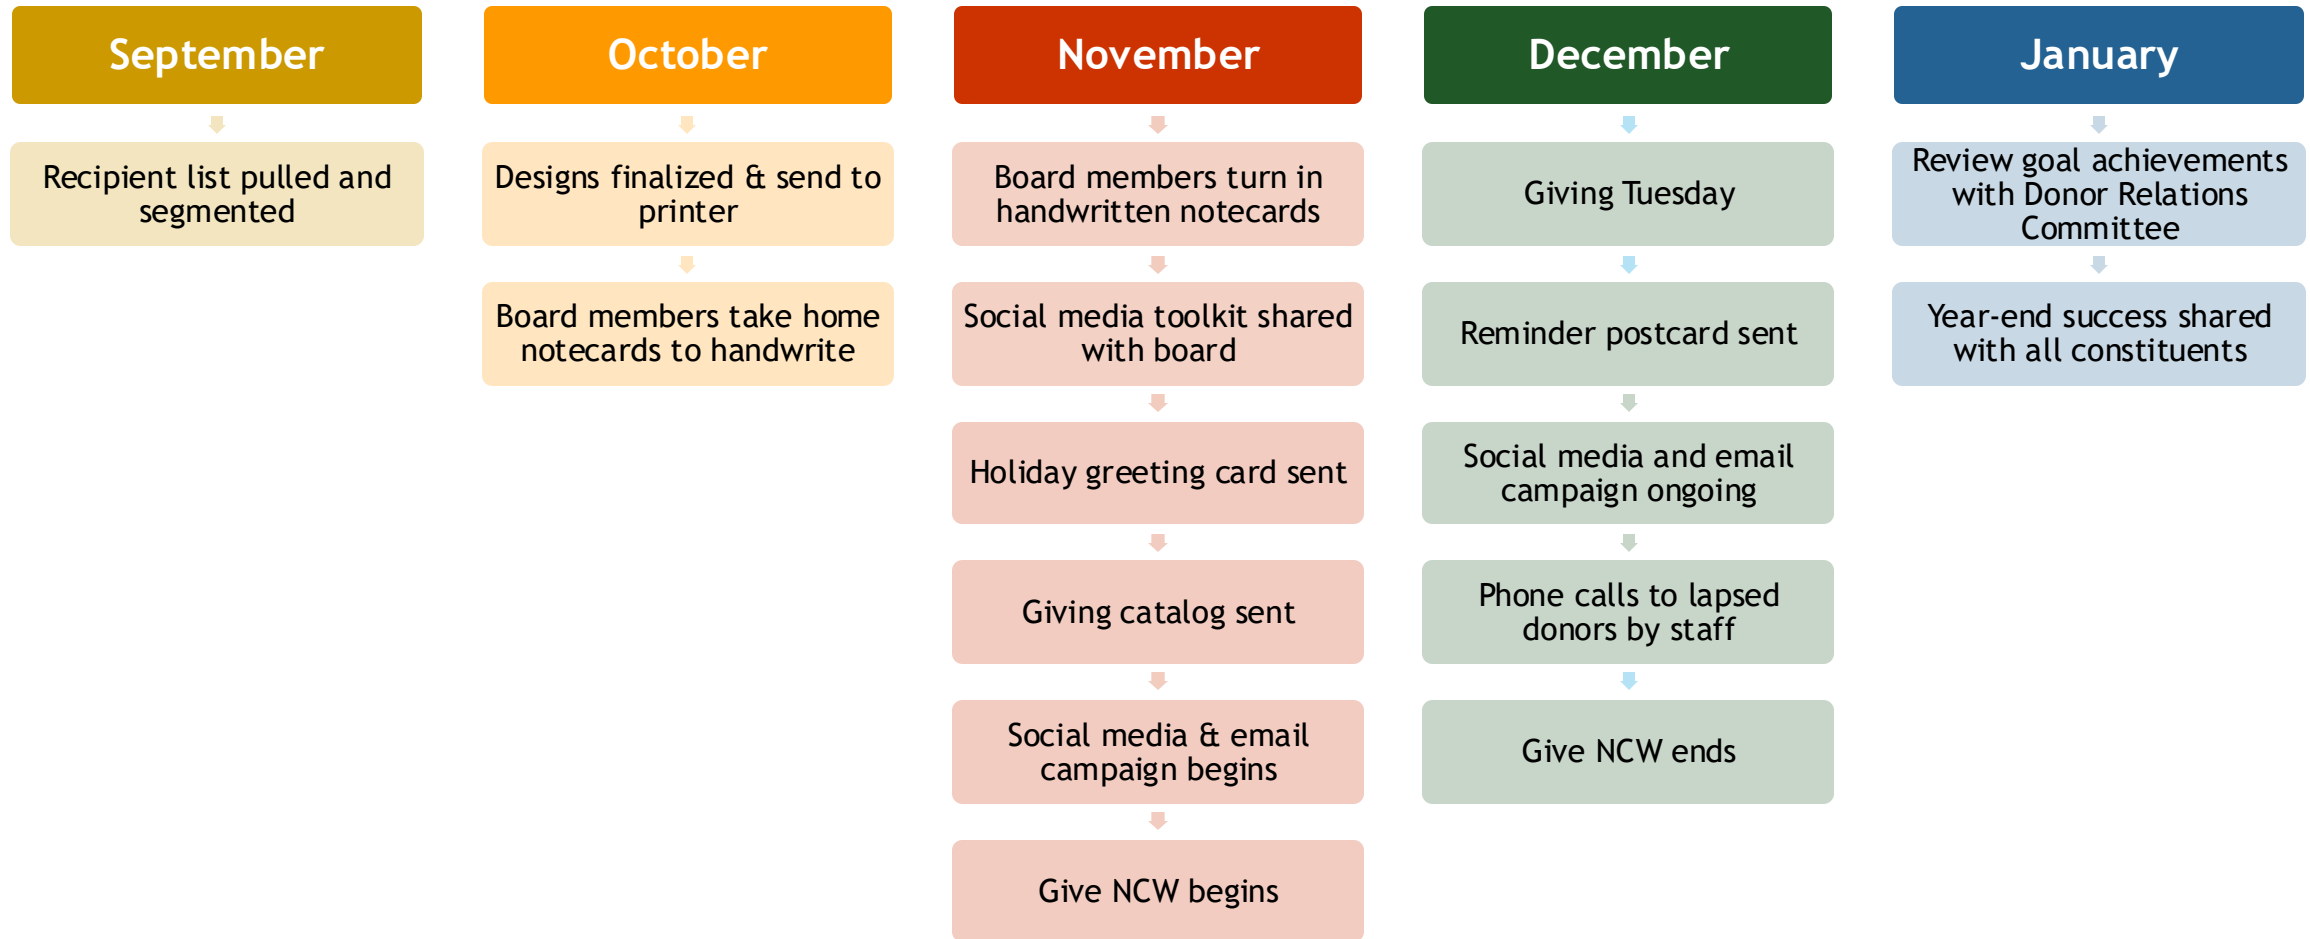 September
Recipient list pulled and
segmented
October
Designs finalized & send to
printer
Board members take home
notecards to handwrite
November
Board members turn in
handwritten notecards
Social media toolkit shared
with board
Holiday greeting card sent
Giving catalog sent
Social media & email
campaign begins
Give NCW begins
December
Giving Tuesday
Reminder postcard sent
Social media and email
campaign ongoing
Phone calls to lapsed
donors by staff
Give NCW ends
January
Review goal achievements
with Donor Relations
Committee
Year-end success shared
with all constituents